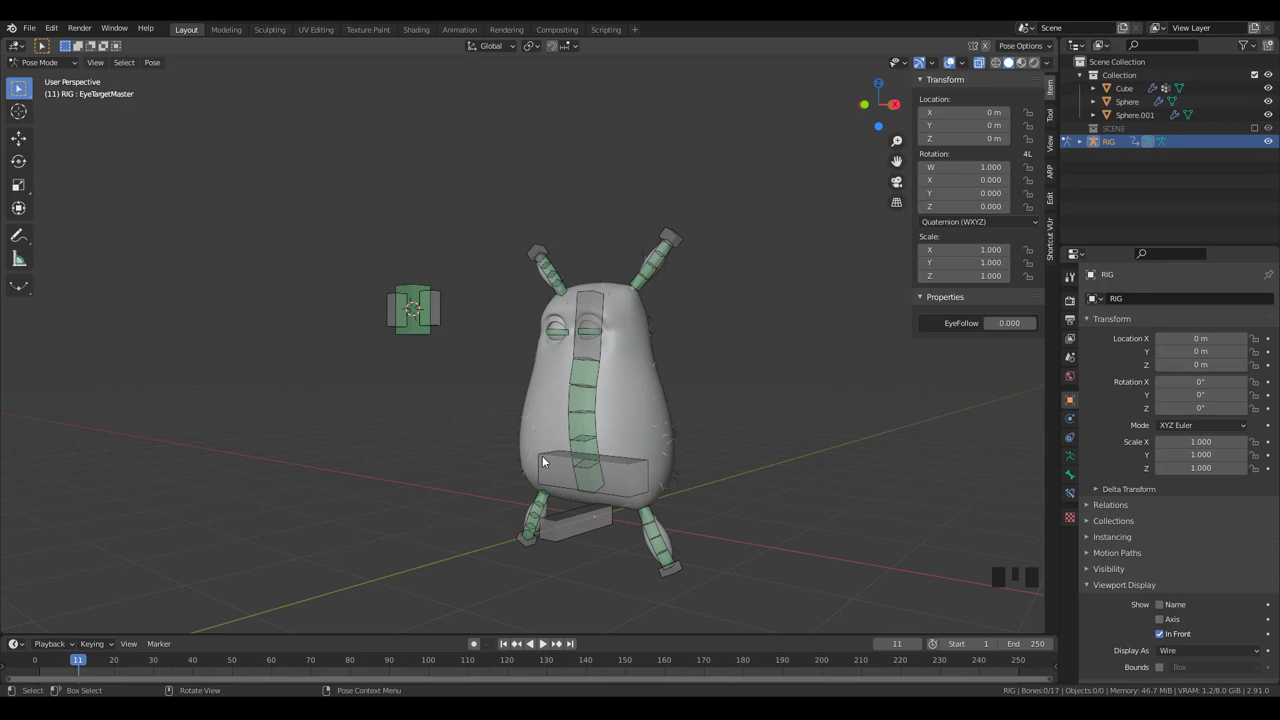 File Edit Render Window Help Layout Modeling Sculpting UV Editing Texture Paint Shading Animation Rendering Compositing Scripting + Scene View Layer
Global Pose Options
Pose Mode View Select Pose
User Perspective
(11) RIG : EyeTargetMaster
Transform
Location:
X 0 m
Y 0 m
Z 0 m
Rotation: 4L
W 1.000
X 0.000
Y 0.000
Z 0.000
Quaternion (WXYZ)
Scale:
X 1.000
Y 1.000
Z 1.000
Properties
EyeFollow 0.000
Item
Tool
View
ARP
Edit
Shortcut VUr
Scene Collection
Collection
Cube
Sphere
Sphere.001
SCENE
RIG
RIG
RIG
Transform
Location X 0 m
Y 0 m
Z 0 m
Rotation X 0°
Y 0°
Z 0°
Mode XYZ Euler
Scale X 1.000
Y 1.000
Z 1.000
Delta Transform
Relations
Collections
Instancing
Motion Paths
Visibility
Viewport Display
Show Name
Axis
In Front
Display As Wire
Bounds Box
Playback Keying View Marker 11 Start 1 End 250
0 11 20 30 40 50 60 70 80 90 100 110 120 130 140 150 160 170 180 190 200 210 220 230 240 250
Select Box Select Rotate View Pose Context Menu RIG | Bones:0/17 | Objects:0/0 | Memory: 46.7 MiB | VRAM: 1.2/8.0 GiB | 2.91.0